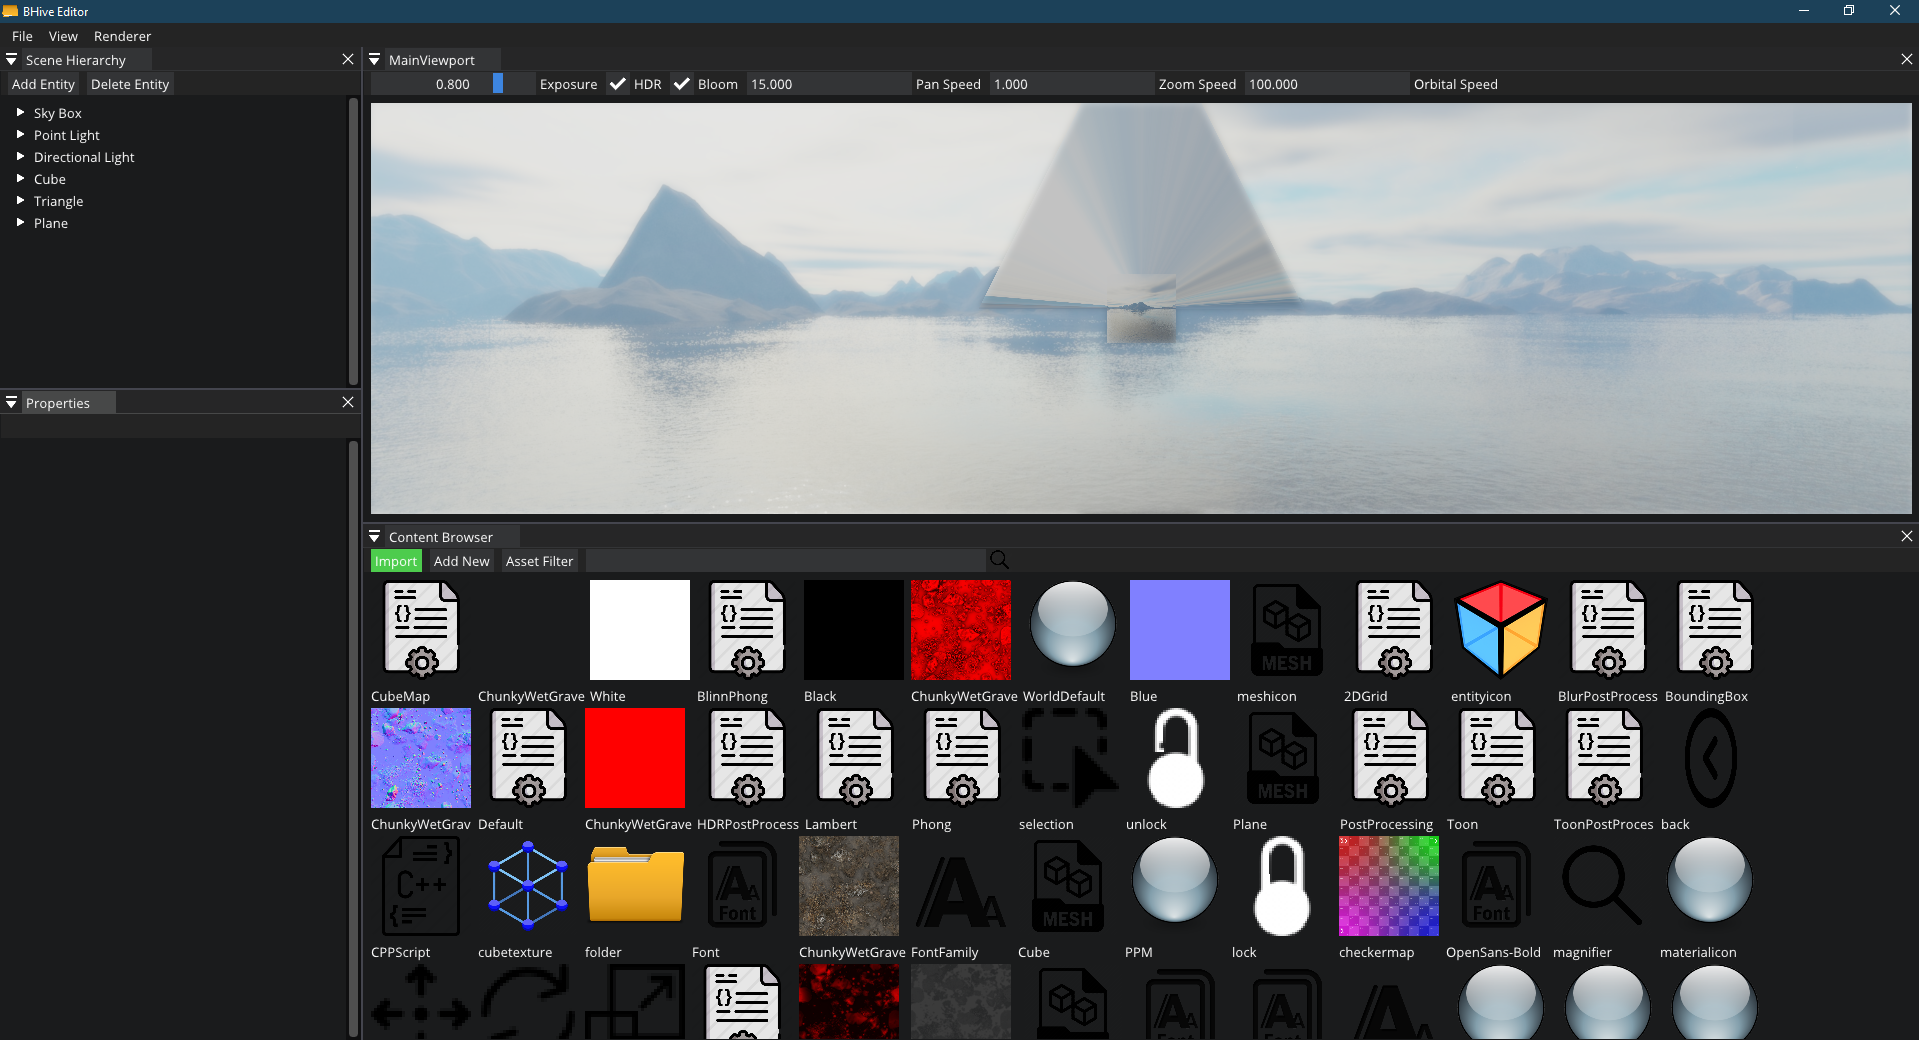 BHive Editor
File View Renderer
Scene Hierarchy
Add Entity Delete Entity
Sky Box
Point Light
Directional Light
Cube
Triangle
Plane
Properties
MainViewport
0.800 Exposure HDR Bloom 15.000 Pan Speed 1.000 Zoom Speed 100.000 Orbital Speed
Content Browser
Import Add New Asset Filter
{} {} MESH {} {} {}
CubeMap ChunkyWetGrave White BlinnPhong Black ChunkyWetGrave WorldDefault Blue meshicon 2DGrid entityicon BlurPostProcess BoundingBox
{} {} {} {} MESH {} {} {}
ChunkyWetGrav Default ChunkyWetGrave HDRPostProcess Lambert Phong selection unlock Plane PostProcessing Toon ToonPostProces back
C++ A A Font A A MESH A A Font
CPPScript cubetexture folder Font ChunkyWetGrave FontFamily Cube PPM lock checkermap OpenSans-Bold magnifier materialicon
{} A A A A A A